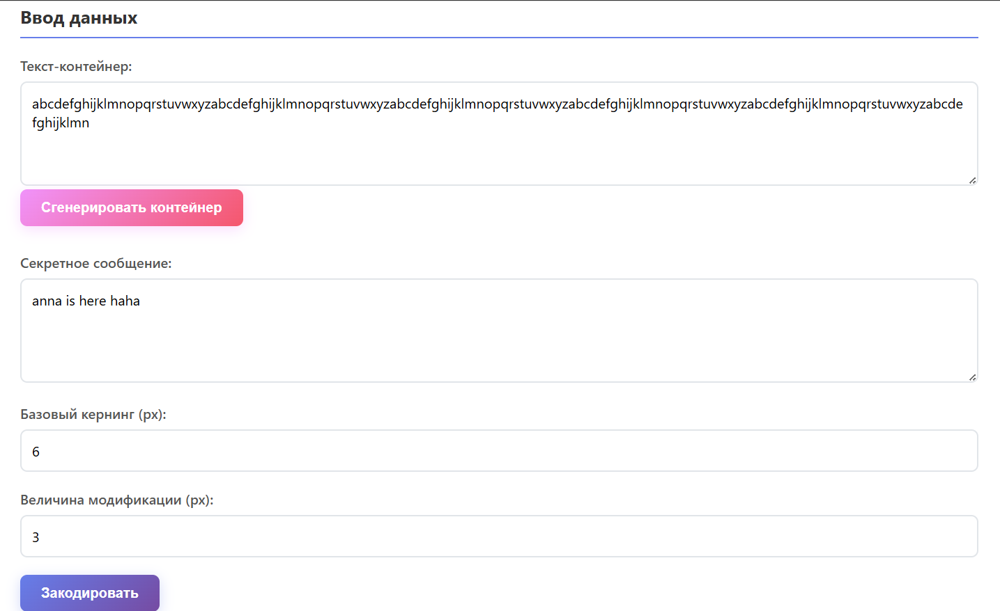 Ввод данных
Текст-контейнер:
abcdefghijklmnopqrstuvwxyzabcdefghijklmnopqrstuvwxyzabcdefghijklmnopqrstuvwxyzabcdefghijklmnopqrstuvwxyzabcdefghijklmnopqrstuvwxyzabcde
fghijklmn
Сгенерировать контейнер
Секретное сообщение:
anna is here haha
Базовый кернинг (px):
6
Величина модификации (px):
3
Закодировать